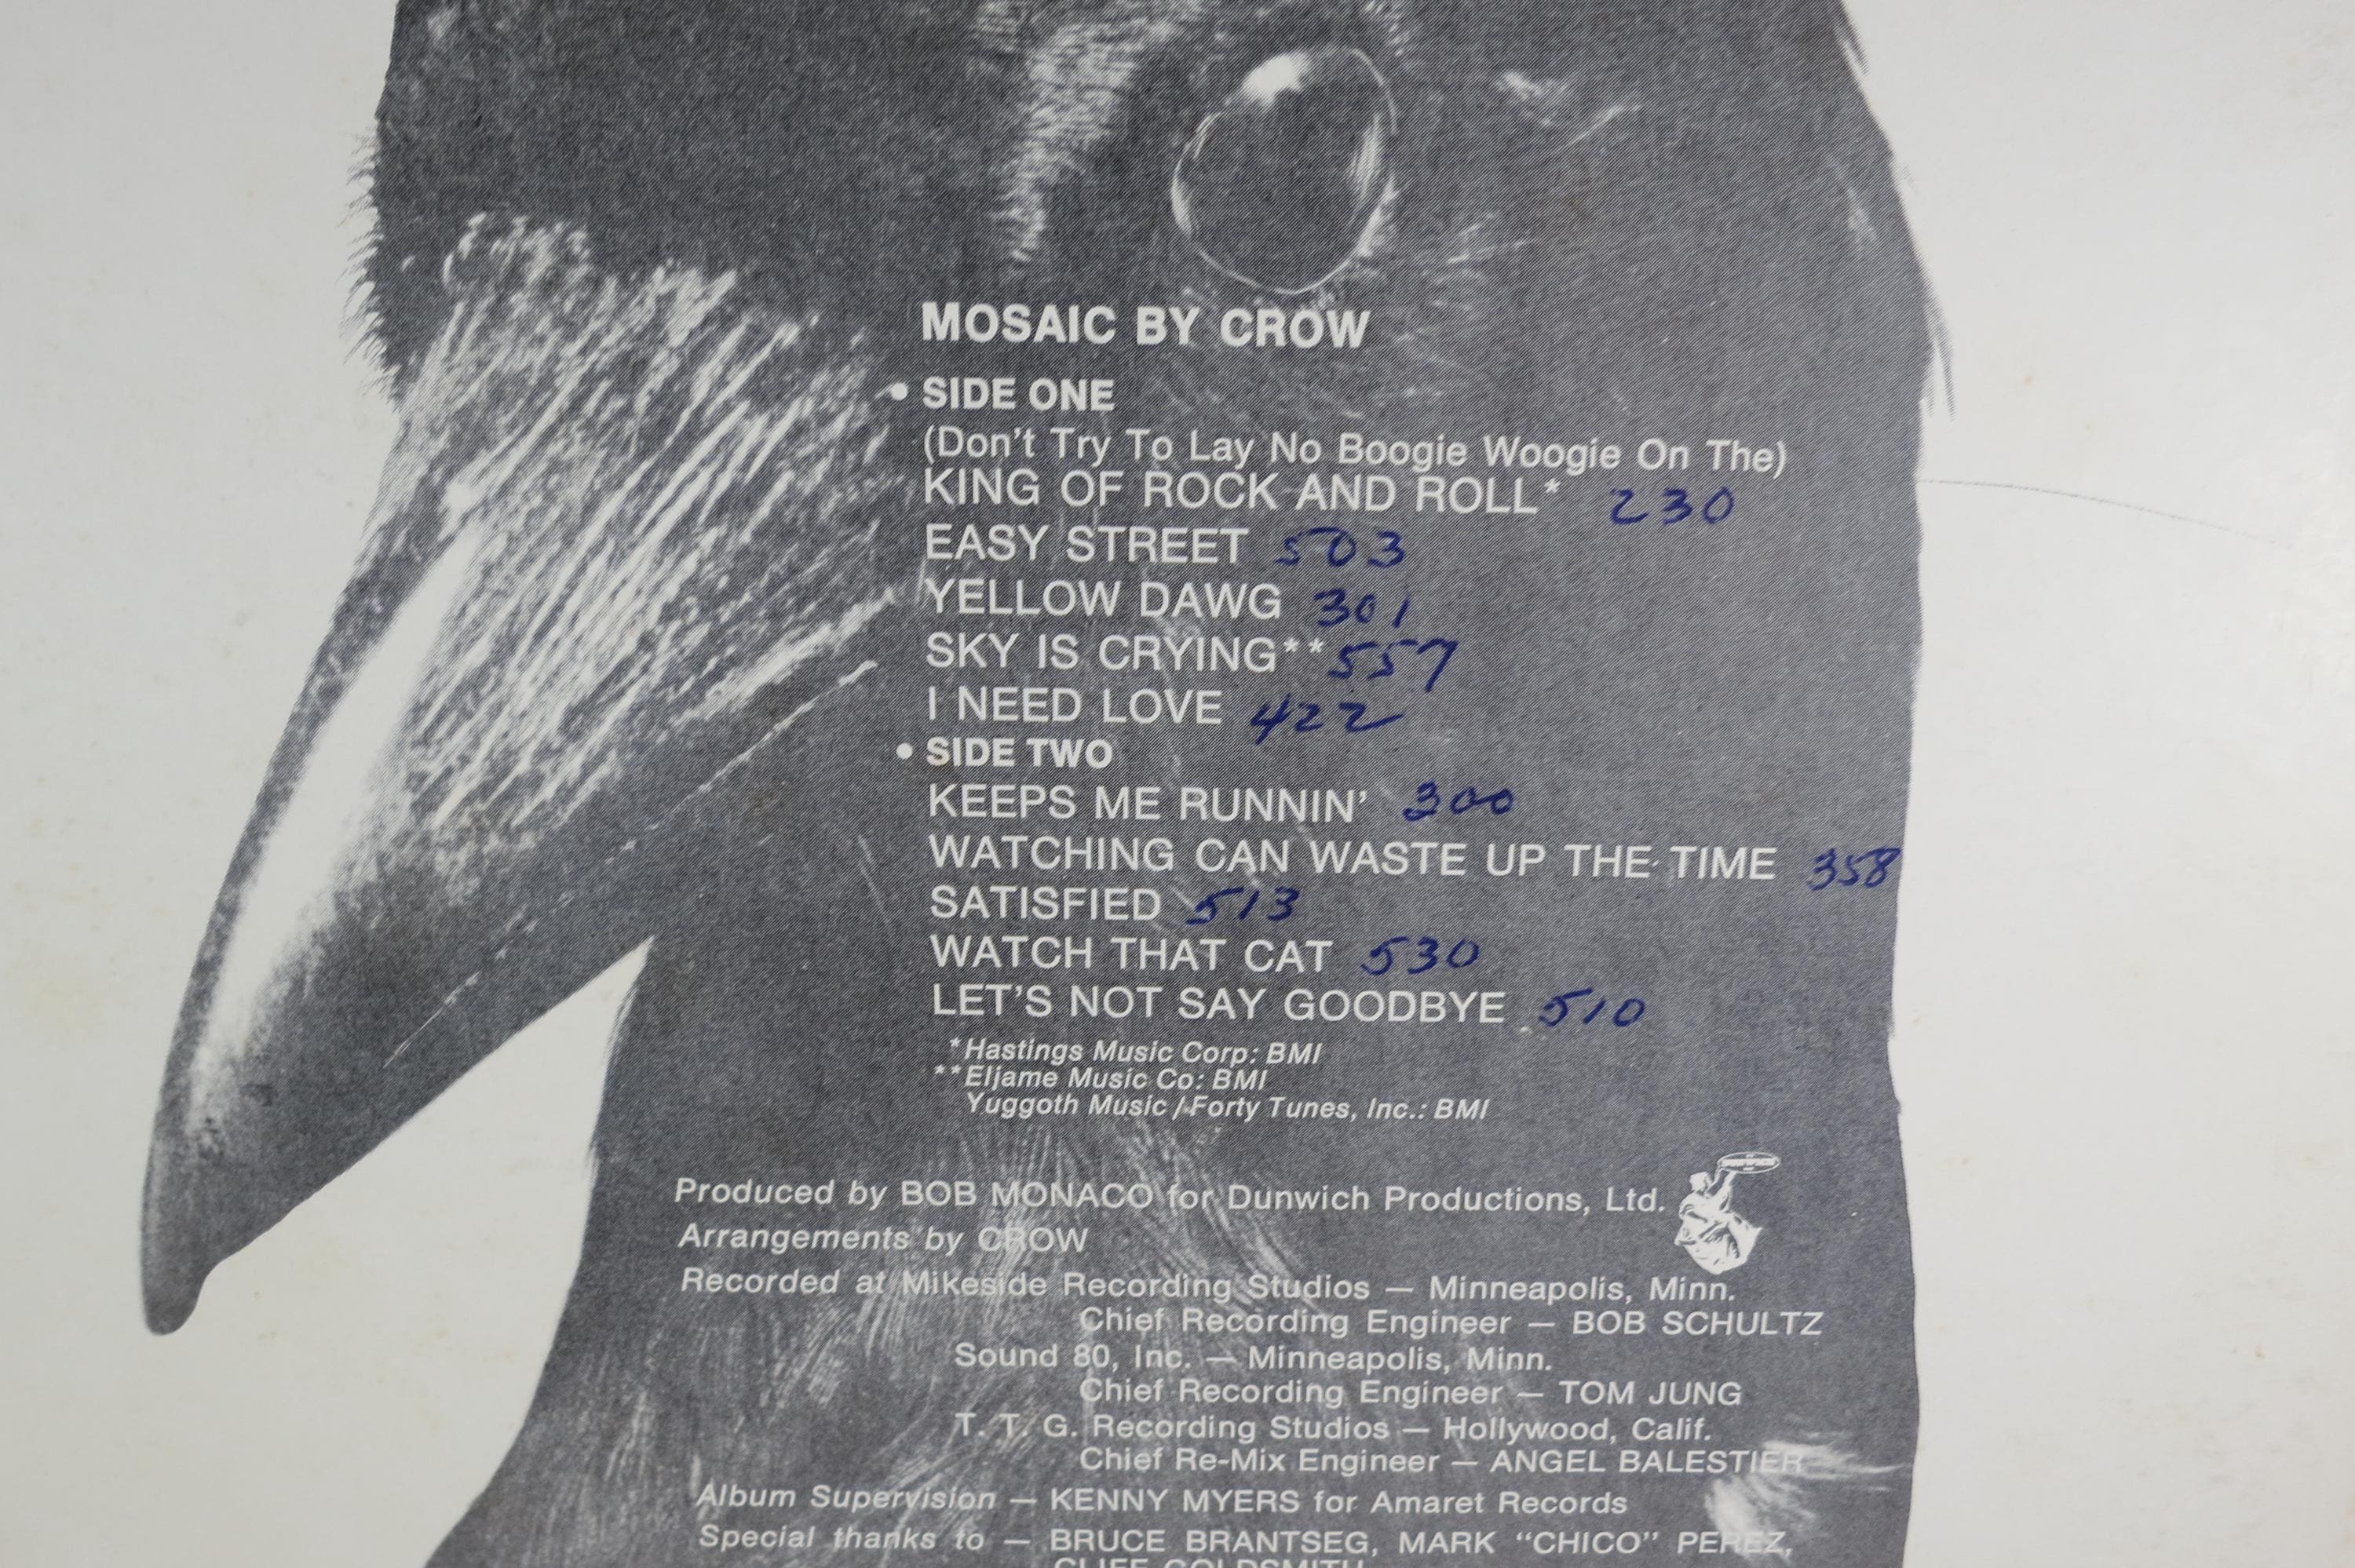 MOSAIC BY CROW
• SIDE ONE
(Don't Try To Lay No Boogie Woogie On The)
KING OF ROCK AND ROLL* 230
EASY STREET 503
YELLOW DAWG 301
SKY IS CRYING** 557
I NEED LOVE 422
• SIDE TWO
KEEPS ME RUNNIN' 300
WATCHING CAN WASTE UP THE TIME 358
SATISFIED 513
WATCH THAT CAT 530
LET'S NOT SAY GOODBYE 510
*Hastings Music Corp: BMI
**Eljame Music Co: BMI
Yuggoth Music / Forty Tunes, Inc.: BMI
Produced by BOB MONACO for Dunwich Productions, Ltd.
Arrangements by CROW
Recorded at Mikeside Recording Studios — Minneapolis, Minn.
Chief Recording Engineer — BOB SCHULTZ
Sound 80, Inc. — Minneapolis, Minn.
Chief Recording Engineer — TOM JUNG
T. T. G. Recording Studios — Hollywood, Calif.
Chief Re-Mix Engineer — ANGEL BALESTIER
Album Supervision — KENNY MYERS for Amaret Records
Special thanks to — BRUCE BRANTSEG, MARK “CHICO” PEREZ,
CLIFF GOLDSMITH